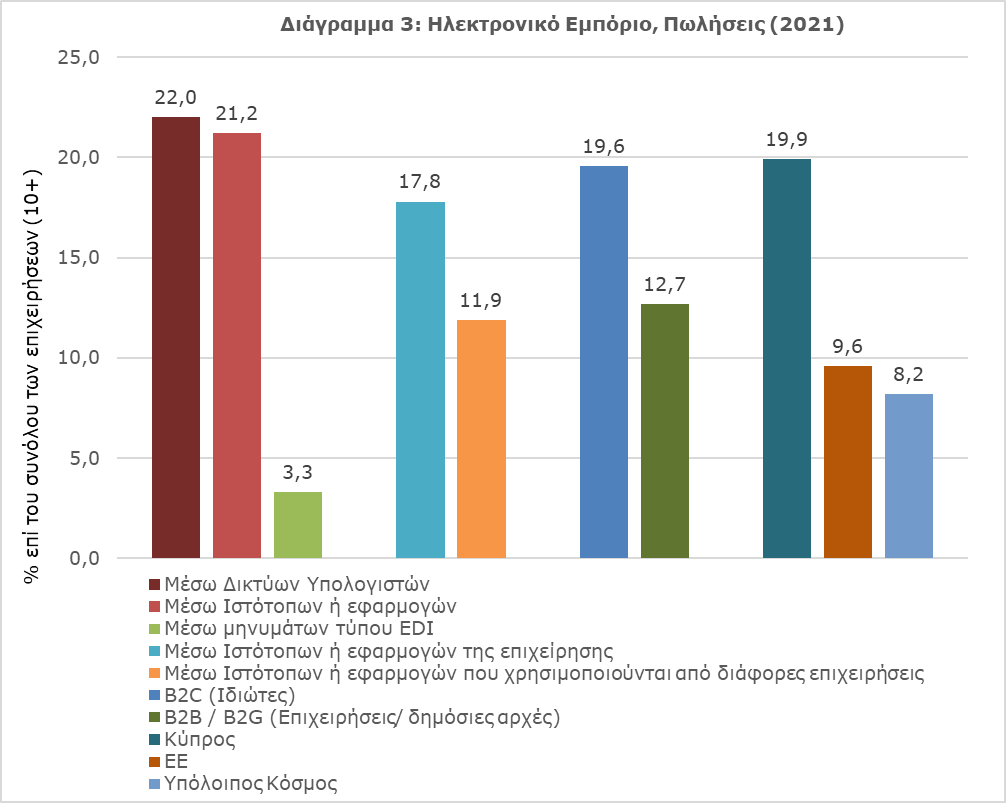 Διάγραμμα 3: Ηλεκτρονικό Εμπόριο, Πωλήσεις (2021)
% επί του συνόλου των επιχειρήσεων (10+)
25,0
20,0
15,0
10,0
5,0
0,0
22,0
21,2
3,3
17,8
11,9
19,6
12,7
19,9
9,6
8,2
Μέσω Δικτύων Υπολογιστών
Μέσω Ιστότοπων ή εφαρμογών
Μέσω μηνυμάτων τύπου EDI
Μέσω Ιστότοπων ή εφαρμογών της επιχείρησης
Μέσω Ιστότοπων ή εφαρμογών που χρησιμοποιούνται από διάφορες επιχειρήσεις
B2C (Ιδιώτες)
B2B / B2G (Επιχειρήσεις/ δημόσιες αρχές)
Κύπρος
ΕΕ
Υπόλοιπος Κόσμος